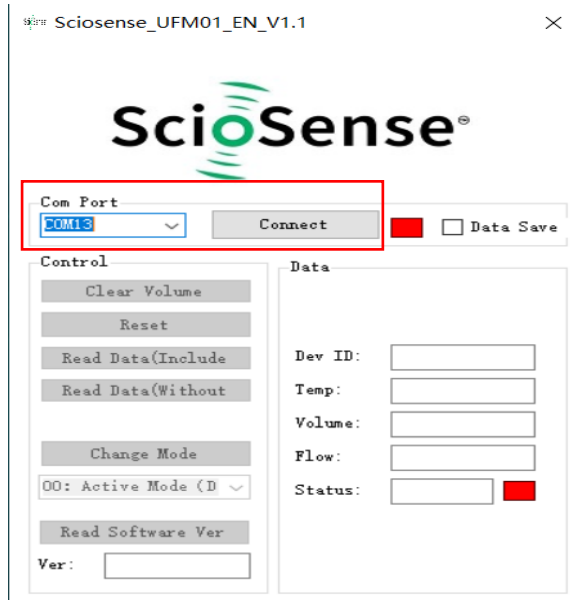 Sciosense_UFM01_EN_V1.1
ScioSense
Com Port
COM13
Connect
Data Save
Control
Clear Volume
Reset
Read Data(Include
Read Data(Without
Change Mode
00: Active Mode (D
Read Software Ver
Ver:
Data
Dev ID:
Temp:
Volume:
Flow:
Status: